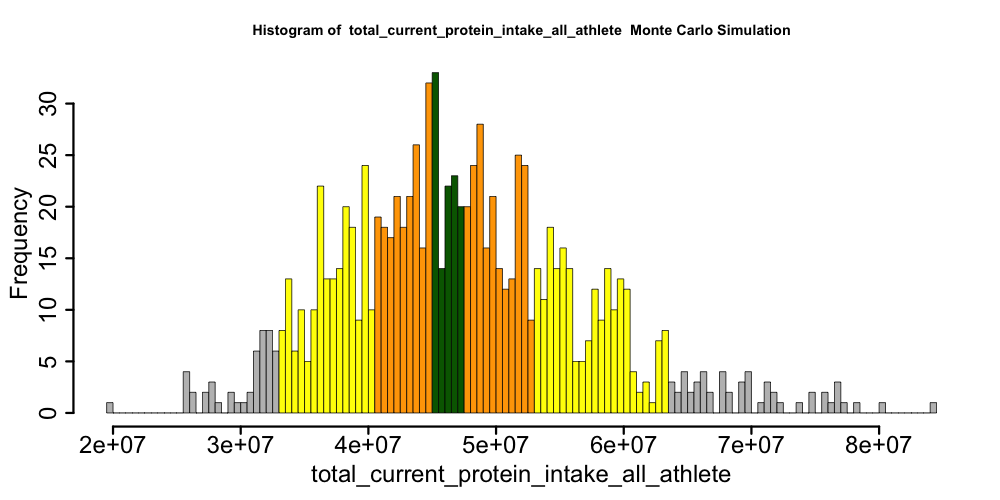 Histogram of total_current_protein_intake_all_athlete Monte Carlo Simulation
Frequency
30
25
20
15
10
5
0
2e+07 3e+07 4e+07 5e+07 6e+07 7e+07 8e+07
total_current_protein_intake_all_athlete